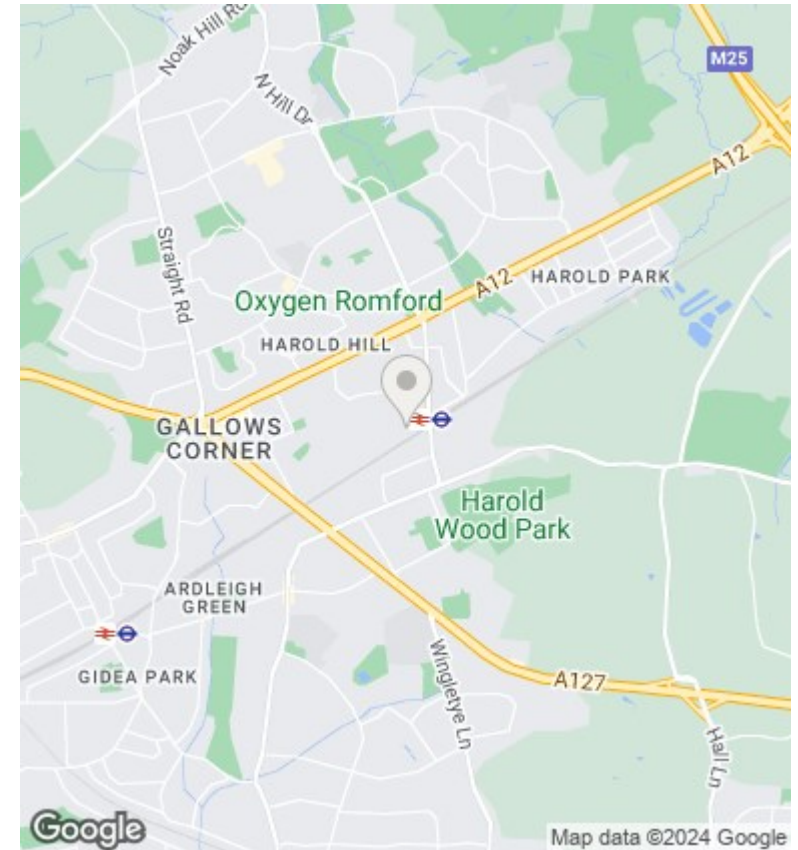 Noak Hill Rd
M25
N Hill Dr
A12
Straight Rd
HAROLD PARK
A12
Oxygen Romford
HAROLD HILL
GALLOWS
CORNER
Harold
Wood Park
ARDLEIGH
GREEN
GIDEA PARK
Wingletye Ln
A127
Hall Ln
Google
Map data ©2024 Google